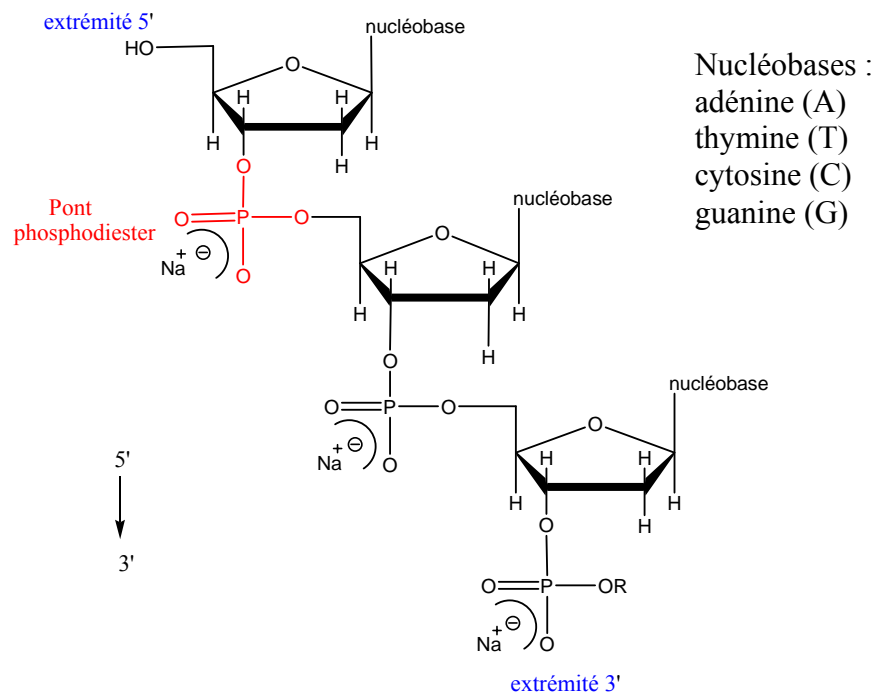 extrémité 5'
nucléobase
HO
O
H
H
H
H
O
Pont
phosphodiester
O
P
O
O
Na
+
⊖
Nucléobases :
adénine (A)
thymine (T)
cytosine (C)
guanine (G)
nucléobase
O
H
H
H
H
H
O
O
P
O
O
Na
+
⊖
nucléobase
O
H
H
H
H
H
O
O
P
OR
O
Na
+
⊖
5'
3'
extrémité 3'